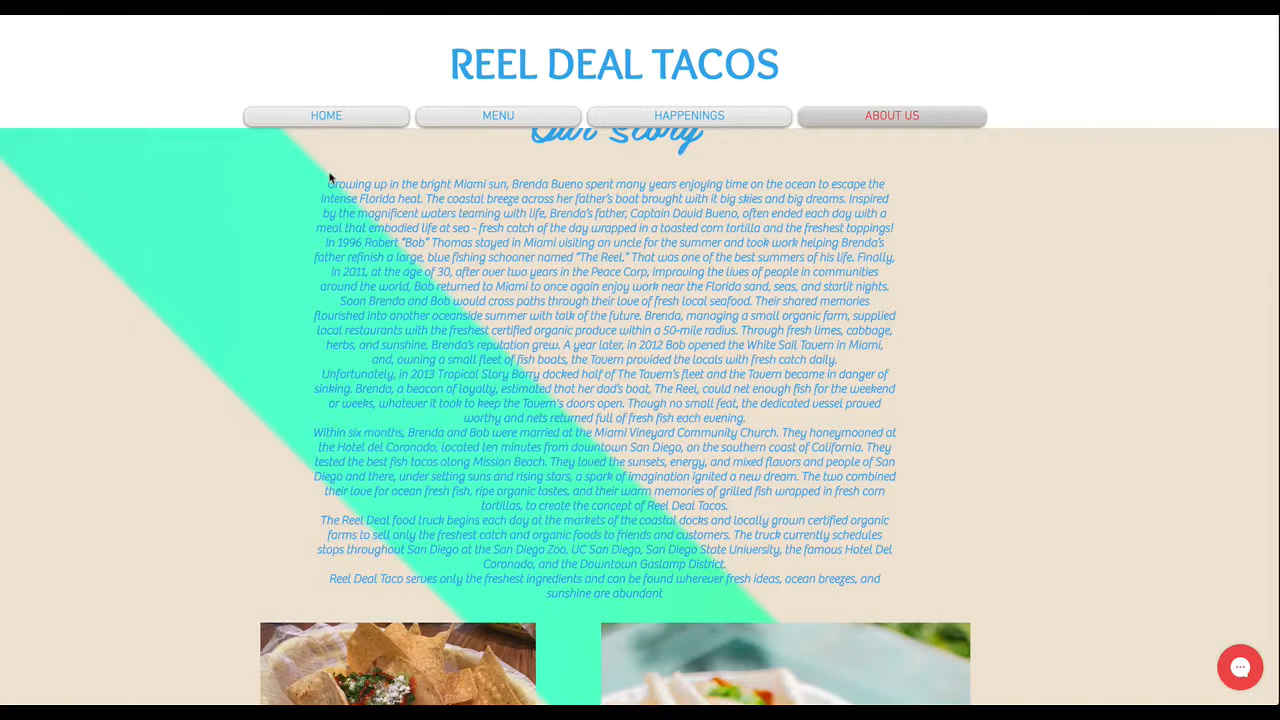 REEL DEAL TACOS
HOME
MENU
HAPPENINGS
ABOUT US
Our Story
Growing up in the bright Miami sun, Brenda Bueno spent many years enjoying time on the ocean to escape the
intense Florida heat. The coastal breeze across her father's boat brought with it big skies and big dreams. Inspired
by the magnificent waters teaming with life, Brenda's father, Captain David Bueno, often ended each day with a
meal that embodied life at sea - fresh catch of the day wrapped in a toasted corn tortilla and the freshest toppings!
In 1996 Robert "Bob" Thomas stayed in Miami visiting an uncle for the summer and took work helping Brenda's
father refinish a large, blue fishing schooner named "The Reel." That was one of the best summers of his life. Finally,
in 2011, at the age of 30, after over two years in the Peace Corp, improving the lives of people in communities
around the world, Bob returned to Miami to once again enjoy work near the Florida sand, seas, and starlit nights.
Soon Brenda and Bob would cross paths through their love of fresh local seafood. Their shared memories
flourished into another oceanside summer with talk of the future. Brenda, managing a small organic farm, supplied
local restaurants with the freshest certified organic produce within a 50-mile radius. Through fresh limes, cabbage,
herbs, and sunshine, Brenda's reputation grew. A year later, in 2012 Bob opened the White Sail Tavern in Miami,
and, owning a small fleet of fish boats, the Tavern provided the locals with fresh catch daily.
Unfortunately, in 2013 Tropical Story Barry docked half of The Tavern's fleet and the Tavern became in danger of
sinking. Brenda, a beacon of loyalty, estimated that her dad's boat, The Reel, could net enough fish for the weekend
or weeks, whatever it took to keep the Tavern's doors open. Though no small feat, the dedicated vessel proved
worthy and nets returned full of fresh fish each evening.
Within six months, Brenda and Bob were married at the Miami Vineyard Community Church. They honeymooned at
the Hotel del Coronado, located ten minutes from downtown San Diego, on the southern coast of California. They
tested the best fish tacos along Mission Beach. They loved the sunsets, energy, and mixed flavors and people of San
Diego and there, under setting suns and rising stars, a spark of imagination ignited a new dream. The two combined
their love for ocean fresh fish, ripe organic tastes, and their warm memories of grilled fish wrapped in fresh corn
tortillas, to create the concept of Reel Deal Tacos.
The Reel Deal food truck begins each day at the markets of the coastal docks and locally grown certified organic
farms to sell only the freshest catch and organic foods to friends and customers. The truck currently schedules
stops throughout San Diego at the San Diego Zoo, UC San Diego, San Diego State University, the famous Hotel Del
Coronado, and the Downtown Gaslamp District.
Reel Deal Taco serves only the freshest ingredients and can be found wherever fresh ideas, ocean breezes, and
sunshine are abundant